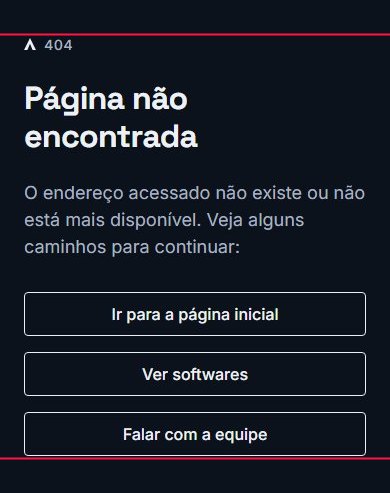 404
Página não
encontrada
O endereço acessado não existe ou não
está mais disponível. Veja alguns
caminhos para continuar:
Ir para a página inicial
Ver softwares
Falar com a equipe